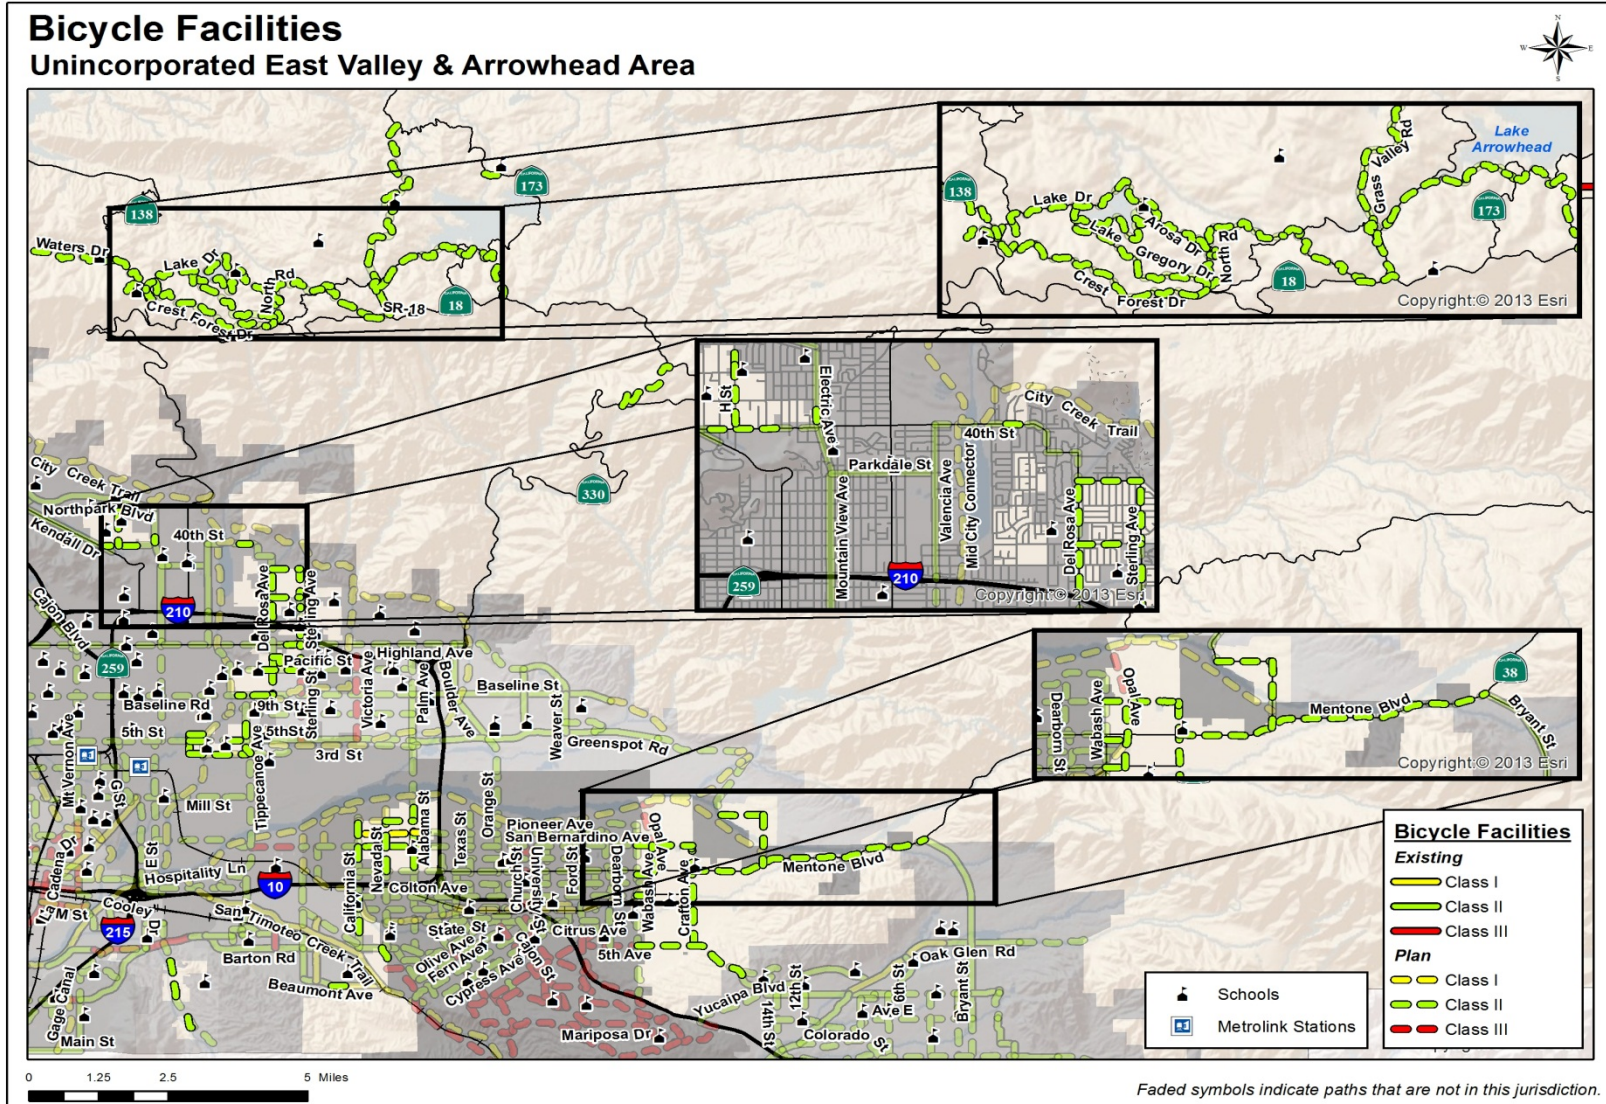 Bicycle Facilities
Unincorporated East Valley & Arrowhead Area
N
W
E
S
138
173
Waters Dr
Lake Dr
North Rd
Crest Forest Dr
SR-18
18
138
Lake Dr
Arosa Dr
Lake Gregory Dr
North Rd
Crest Forest Dr
18
Grass Valley Rd
Lake Arrowhead
173
Copyright:© 2013 Esri
330
H St
Electric Ave
City Creek Trail
40th St
Parkdale St
Mountain View Ave
Valencia Ave
Mid City Connector
Del Rosa Ave
Sterling Ave
259
210
Copyright:© 2013 Esri
City Creek Trail
Northpark Blvd
Kendall Dr
40th St
Cajon Blvd
210
259
Del Rosa Ave
Sterling Ave
Pacific St
Highland Ave
Baseline Rd
9th St
5th St
5thSt
3rd St
Sterling St
Victoria Ave
Palm Ave
Boulder Ave
Baseline St
Weaver St
Greenspot Rd
Mt Vernon Ave
G St
Mill St
Tippecanoe Ave
E St
Hospitality Ln
10
La Cadena Dr
M St
Cooley Dr
215
San Timoteo Creek Trail
Barton Rd
Beaumont Ave
Gage Canal
Main St
California St
Nevada St
Alabama St
Texas St
Orange St
Pioneer Ave
San Bernardino Ave
Colton Ave
Church St
University St
Ford St
Dearborn St
Wabash Ave
Opal Ave
Crafton Ave
Mentone Blvd
State St
Olive Ave
Fern Ave
Cypress Ave
Cajon St
Citrus Ave
5th Ave
Mariposa Dr
Yucaipa Blvd
14th St
12th St
6th St
Ave E
Colorado St
Oak Glen Rd
Bryant St
Dearborn St
Wabash Ave
Opal Ave
Mentone Blvd
38
Bryant St
Copyright:© 2013 Esri
Schools
Metrolink Stations
Bicycle Facilities
Existing
Class I
Class II
Class III
Plan
Class I
Class II
Class III
0 1.25 2.5 5 Miles
Faded symbols indicate paths that are not in this jurisdiction.